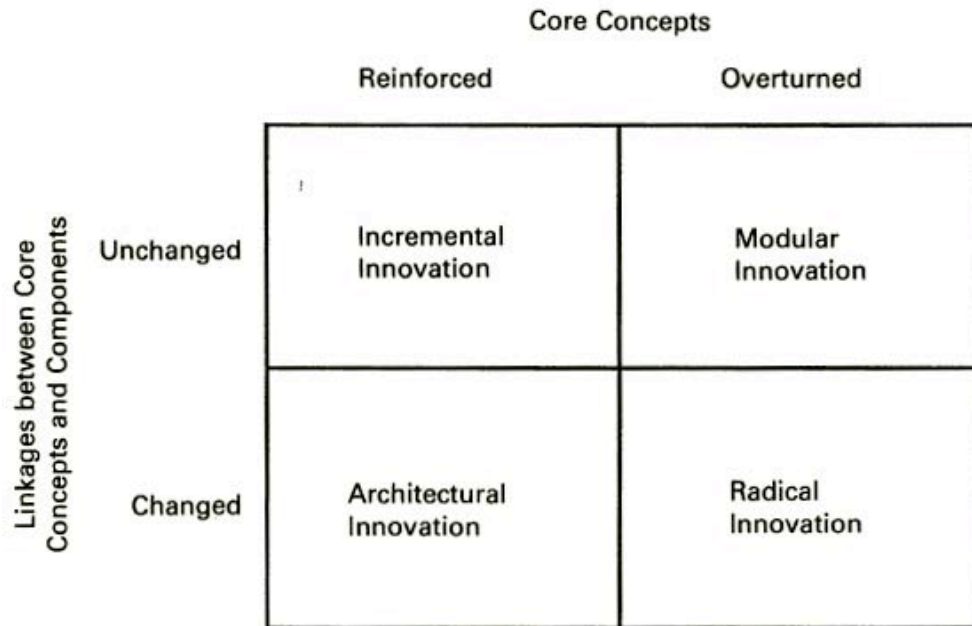 Core Concepts
Reinforced
Overturned
Linkages between Core
Concepts and Components
Unchanged
Incremental
Innovation
Modular
Innovation
Changed
Architectural
Innovation
Radical
Innovation